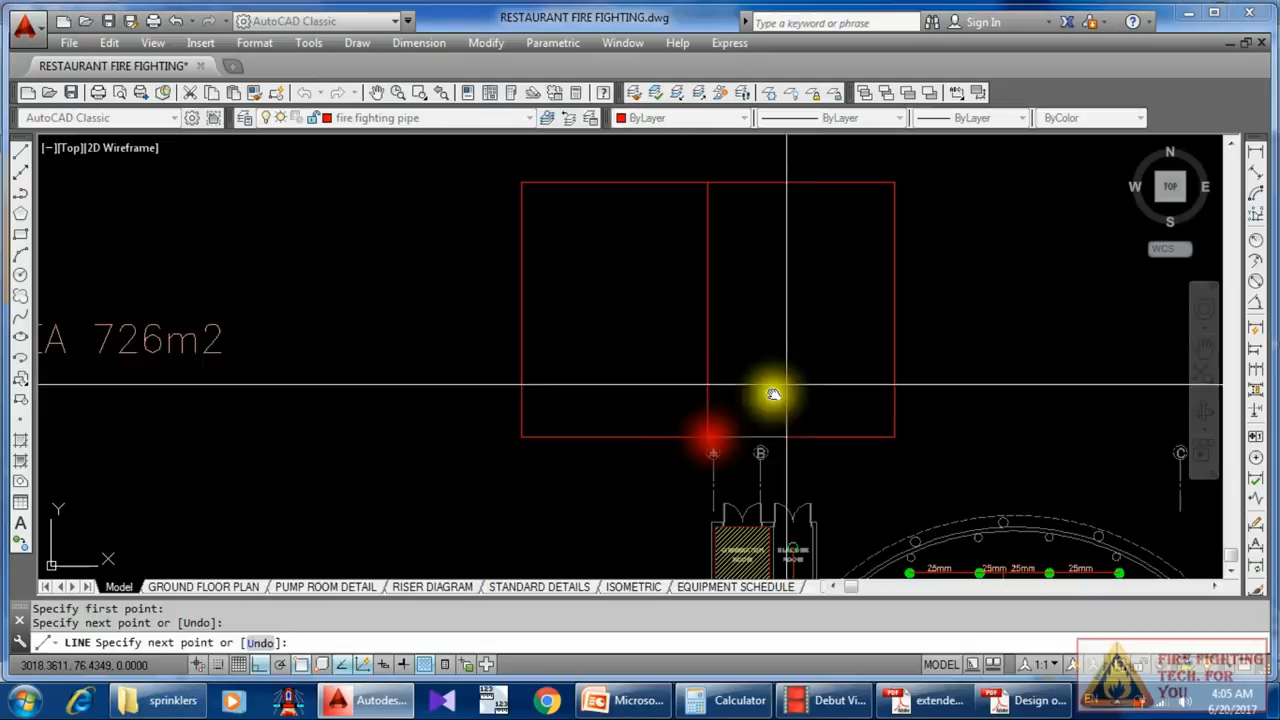 AutoCAD Classic
RESTAURANT FIRE FIGHTING.dwg
Type a keyword or phrase
Sign In
File Edit View Insert Format Tools Draw Dimension Modify Parametric Window Help Express
RESTAURANT FIRE FIGHTING*
AutoCAD Classic
fire fighting pipe
ByLayer
ByLayer
ByLayer
ByColor
[−][Top][2D Wireframe]
N
W TOP E
S
WCS
726m2
B
C
25mm 25mm 25mm 25mm
Y
X
Model GROUND FLOOR PLAN PUMP ROOM DETAIL RISER DIAGRAM STANDARD DETAILS ISOMETRIC EQUIPMENT SCHEDULE
Specify first point:
Specify next point or [Undo]:
LINE Specify next point or [Undo]:
3018.3611, 76.4349, 0.0000
MODEL
1:1
FIRE FIGHTING
TECH. FOR
YOU
sprinklers
Autodes...
Microso...
Calculator
Debut Vi...
extende...
Design o...
EN
4:05 AM
6/20/2017